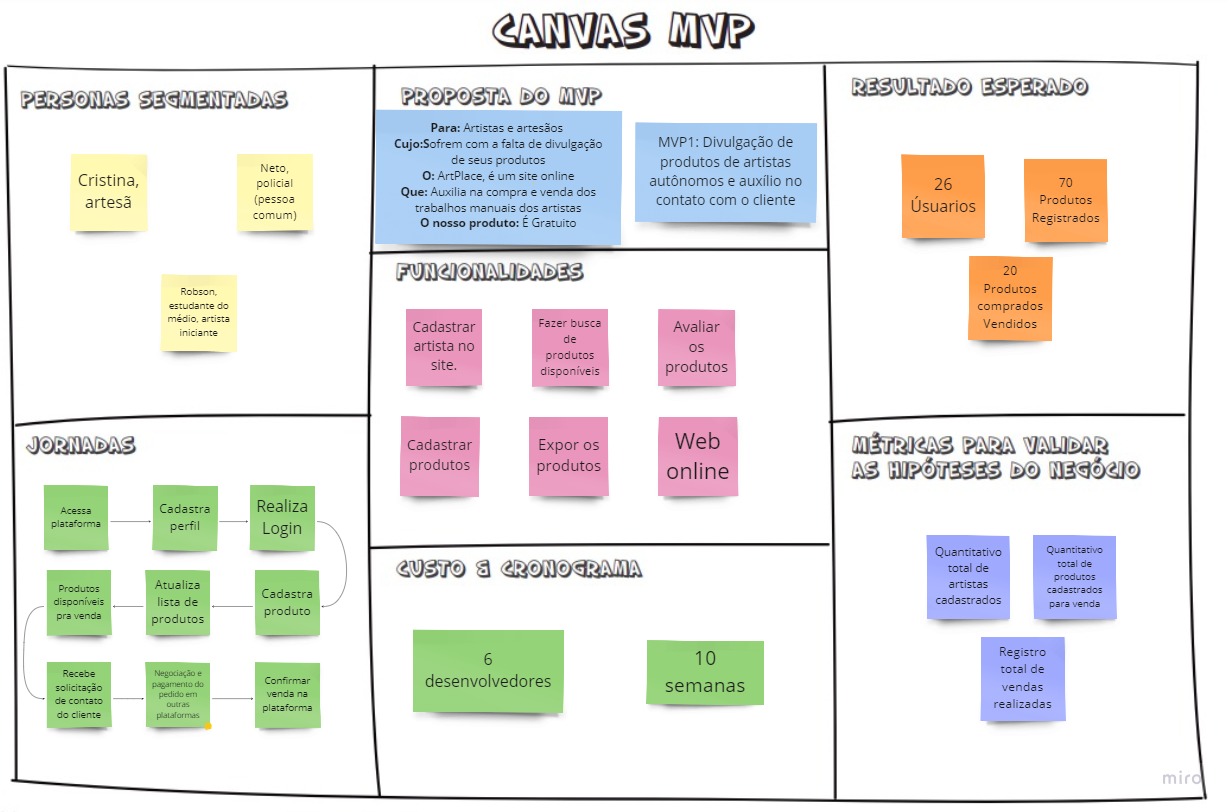 CANVAS MVP
PERSONAS SEGMENTADAS
Cristina,
artesã
Neto,
policial
(pessoa
comum)
Robson,
estudante do
médio, artista
iniciante
PROPOSTA DO MVP
Para: Artistas e artesãos
Cujo:Sofrem com a falta de divulgação
de seus produtos
O: ArtPlace, é um site online
Que: Auxilia na compra e venda dos
trabalhos manuais dos artistas
O nosso produto: É Gratuito
MVP1: Divulgação de
produtos de artistas
autônomos e auxílio no
contato com o cliente
RESULTADO ESPERADO
26
Úsuarios
70
Produtos
Registrados
20
Produtos
comprados
Vendidos
FUNCIONALIDADES
Cadastrar
artista no
site.
Fazer busca
de
produtos
disponíveis
Avaliar
os
produtos
Cadastrar
produtos
Expor os
produtos
Web
online
JORNADAS
Acessa
plataforma
Cadastra
perfil
Realiza
Login
Cadastra
produto
Atualiza
lista de
produtos
Produtos
disponíveis
pra venda
Recebe
solicitação
de contato
do cliente
Negociação e
pagamento do
pedido em
outras
plataformas
Confirmar
venda na
plataforma
CUSTO & CRONOGRAMA
6
desenvolvedores
10
semanas
MÉTRICAS PARA VALIDAR
AS HIPÓTESES DO NEGÓCIO
Quantitativo
total de
artistas
cadastrados
Quantitativo
total de
produtos
cadastrados
para venda
Registro
total de
vendas
realizadas
miro